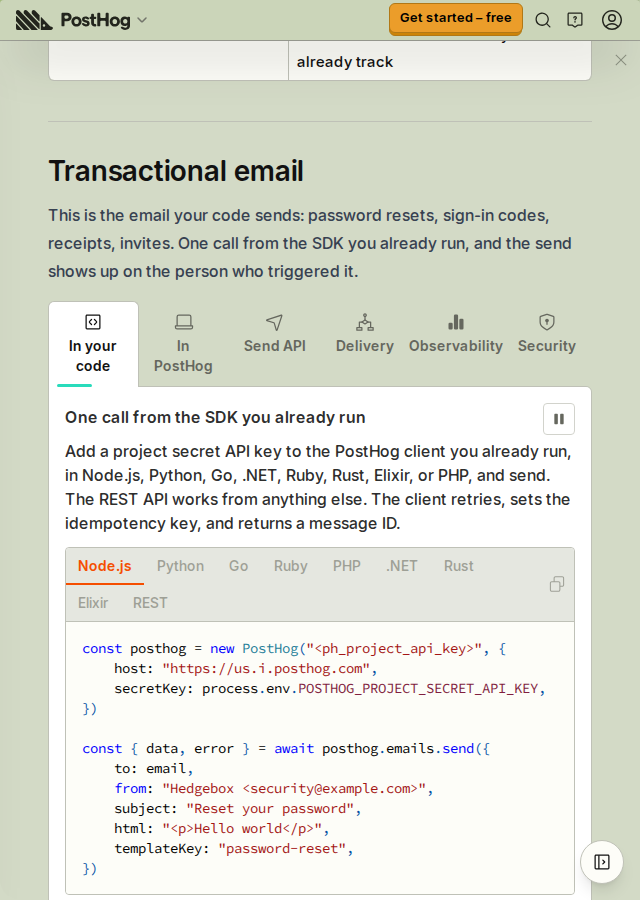 PostHog
Get started – free
already track
Transactional email
This is the email your code sends: password resets, sign-in codes,
receipts, invites. One call from the SDK you already run, and the send
shows up on the person who triggered it.
In your
code
In
PostHog
Send API
Delivery
Observability
Security
One call from the SDK you already run
Add a project secret API key to the PostHog client you already run,
in Node.js, Python, Go, .NET, Ruby, Rust, Elixir, or PHP, and send.
The REST API works from anything else. The client retries, sets the
idempotency key, and returns a message ID.
Node.js Python Go Ruby PHP .NET Rust
Elixir REST
const posthog = new PostHog("<ph_project_api_key>", {
    host: "https://us.i.posthog.com",
    secretKey: process.env.POSTHOG_PROJECT_SECRET_API_KEY,
})
const { data, error } = await posthog.emails.send({
    to: email,
    from: "Hedgebox <security@example.com>",
    subject: "Reset your password",
    html: "<p>Hello world</p>",
    templateKey: "password-reset",
})